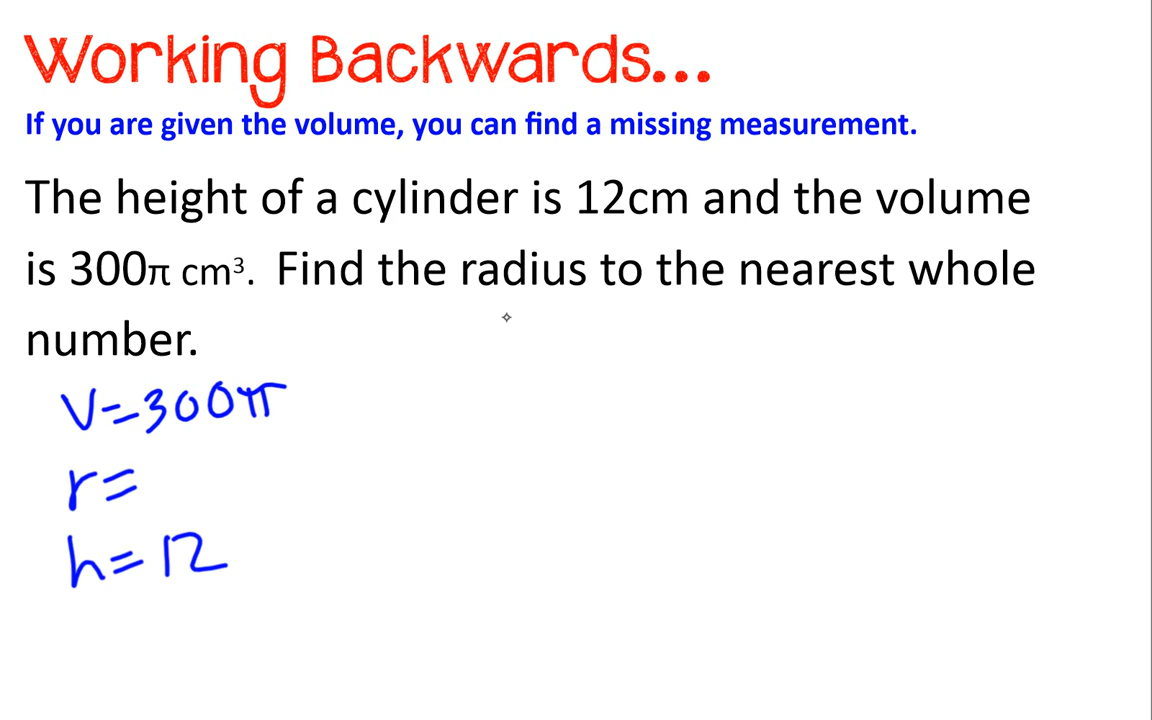 Working Backwards...
If you are given the volume, you can find a missing measurement.
The height of a cylinder is 12cm and the volume
is 300π cm³. Find the radius to the nearest whole
number.
V=300π
r=
h=12